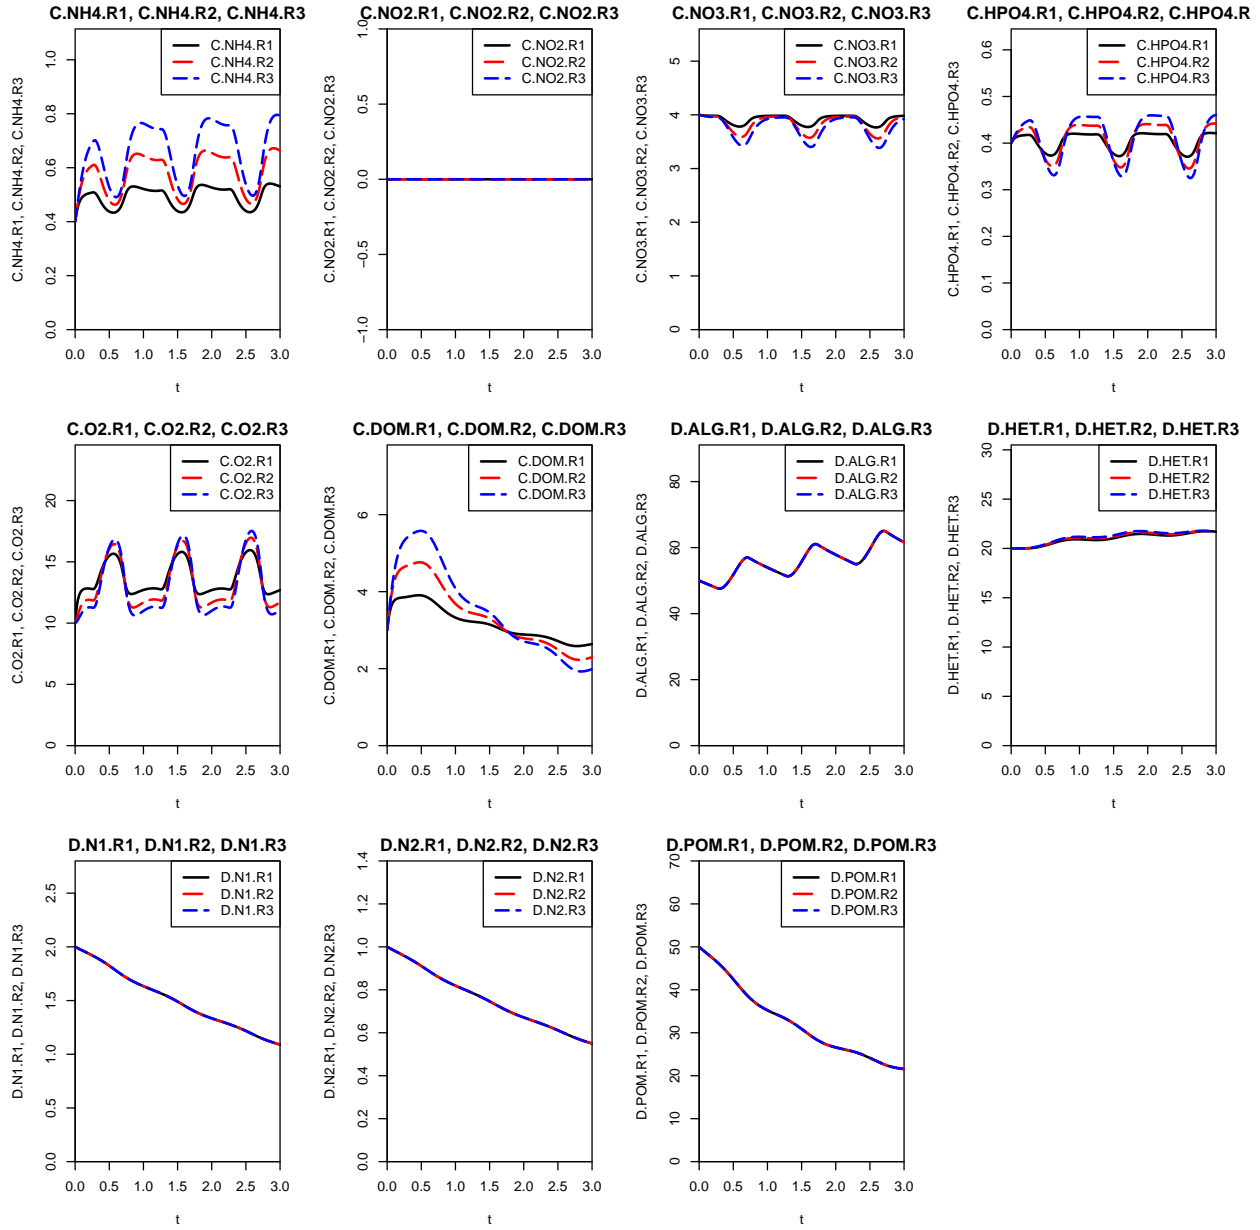 C.NH4.R1, C.NH4.R2, C.NH4.R3
C.NH4.R1, C.NH4.R2, C.NH4.R3
C.NH4.R1
C.NH4.R2
C.NH4.R3
0.0 0.2 0.4 0.6 0.8 1.0
0.0 0.5 1.0 1.5 2.0 2.5 3.0
t
C.NO2.R1, C.NO2.R2, C.NO2.R3
C.NO2.R1, C.NO2.R2, C.NO2.R3
C.NO2.R1
C.NO2.R2
C.NO2.R3
−1.0 −0.5 0.0 0.5 1.0
0.0 0.5 1.0 1.5 2.0 2.5 3.0
t
C.NO3.R1, C.NO3.R2, C.NO3.R3
C.NO3.R1, C.NO3.R2, C.NO3.R3
C.NO3.R1
C.NO3.R2
C.NO3.R3
0 1 2 3 4 5
0.0 0.5 1.0 1.5 2.0 2.5 3.0
t
C.HPO4.R1, C.HPO4.R2, C.HPO4.R
C.HPO4.R1, C.HPO4.R2, C.HPO4.R3
C.HPO4.R1
C.HPO4.R2
C.HPO4.R3
0.0 0.1 0.2 0.3 0.4 0.5 0.6
0.0 0.5 1.0 1.5 2.0 2.5 3.0
t
C.O2.R1, C.O2.R2, C.O2.R3
C.O2.R1, C.O2.R2, C.O2.R3
C.O2.R1
C.O2.R2
C.O2.R3
0 5 10 15 20
0.0 0.5 1.0 1.5 2.0 2.5 3.0
t
C.DOM.R1, C.DOM.R2, C.DOM.R3
C.DOM.R1, C.DOM.R2, C.DOM.R3
C.DOM.R1
C.DOM.R2
C.DOM.R3
0 2 4 6
0.0 0.5 1.0 1.5 2.0 2.5 3.0
t
D.ALG.R1, D.ALG.R2, D.ALG.R3
D.ALG.R1, D.ALG.R2, D.ALG.R3
D.ALG.R1
D.ALG.R2
D.ALG.R3
0 20 40 60 80
0.0 0.5 1.0 1.5 2.0 2.5 3.0
t
D.HET.R1, D.HET.R2, D.HET.R3
D.HET.R1, D.HET.R2, D.HET.R3
D.HET.R1
D.HET.R2
D.HET.R3
0 5 10 15 20 25 30
0.0 0.5 1.0 1.5 2.0 2.5 3.0
t
D.N1.R1, D.N1.R2, D.N1.R3
D.N1.R1, D.N1.R2, D.N1.R3
D.N1.R1
D.N1.R2
D.N1.R3
0.0 0.5 1.0 1.5 2.0 2.5
0.0 0.5 1.0 1.5 2.0 2.5 3.0
t
D.N2.R1, D.N2.R2, D.N2.R3
D.N2.R1, D.N2.R2, D.N2.R3
D.N2.R1
D.N2.R2
D.N2.R3
0.0 0.2 0.4 0.6 0.8 1.0 1.2 1.4
0.0 0.5 1.0 1.5 2.0 2.5 3.0
t
D.POM.R1, D.POM.R2, D.POM.R3
D.POM.R1, D.POM.R2, D.POM.R3
D.POM.R1
D.POM.R2
D.POM.R3
0 10 20 30 40 50 60 70
0.0 0.5 1.0 1.5 2.0 2.5 3.0
t